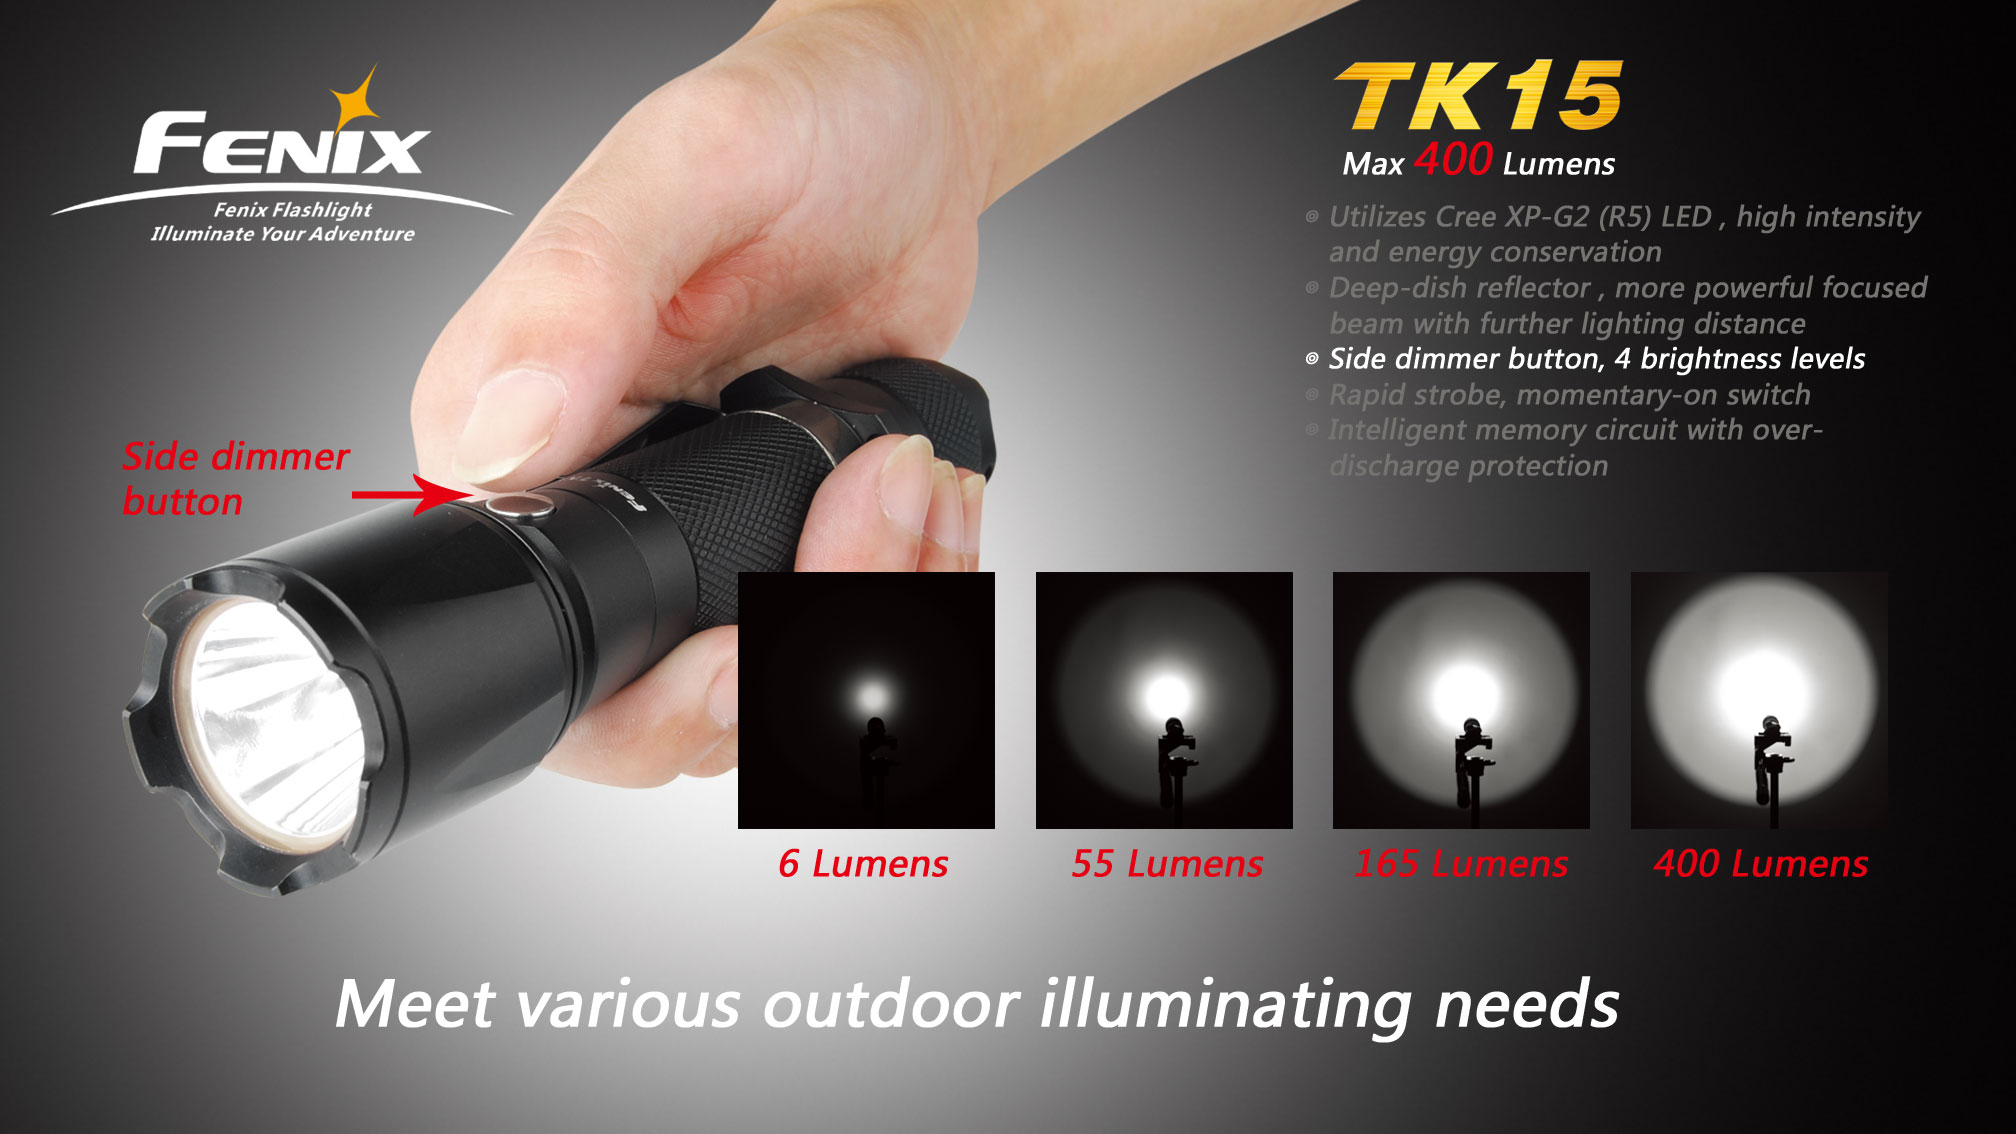 FENIX
Fenix Flashlight
Illuminate Your Adventure
TK15
Max 400 Lumens
Utilizes Cree XP-G2 (R5) LED , high intensity
and energy conservation
Deep-dish reflector , more powerful focused
beam with further lighting distance
Side dimmer button, 4 brightness levels
Rapid strobe, momentary-on switch
Intelligent memory circuit with over-
discharge protection
Side dimmer
button
FENIX
6 Lumens
55 Lumens
165 Lumens
400 Lumens
Meet various outdoor illuminating needs